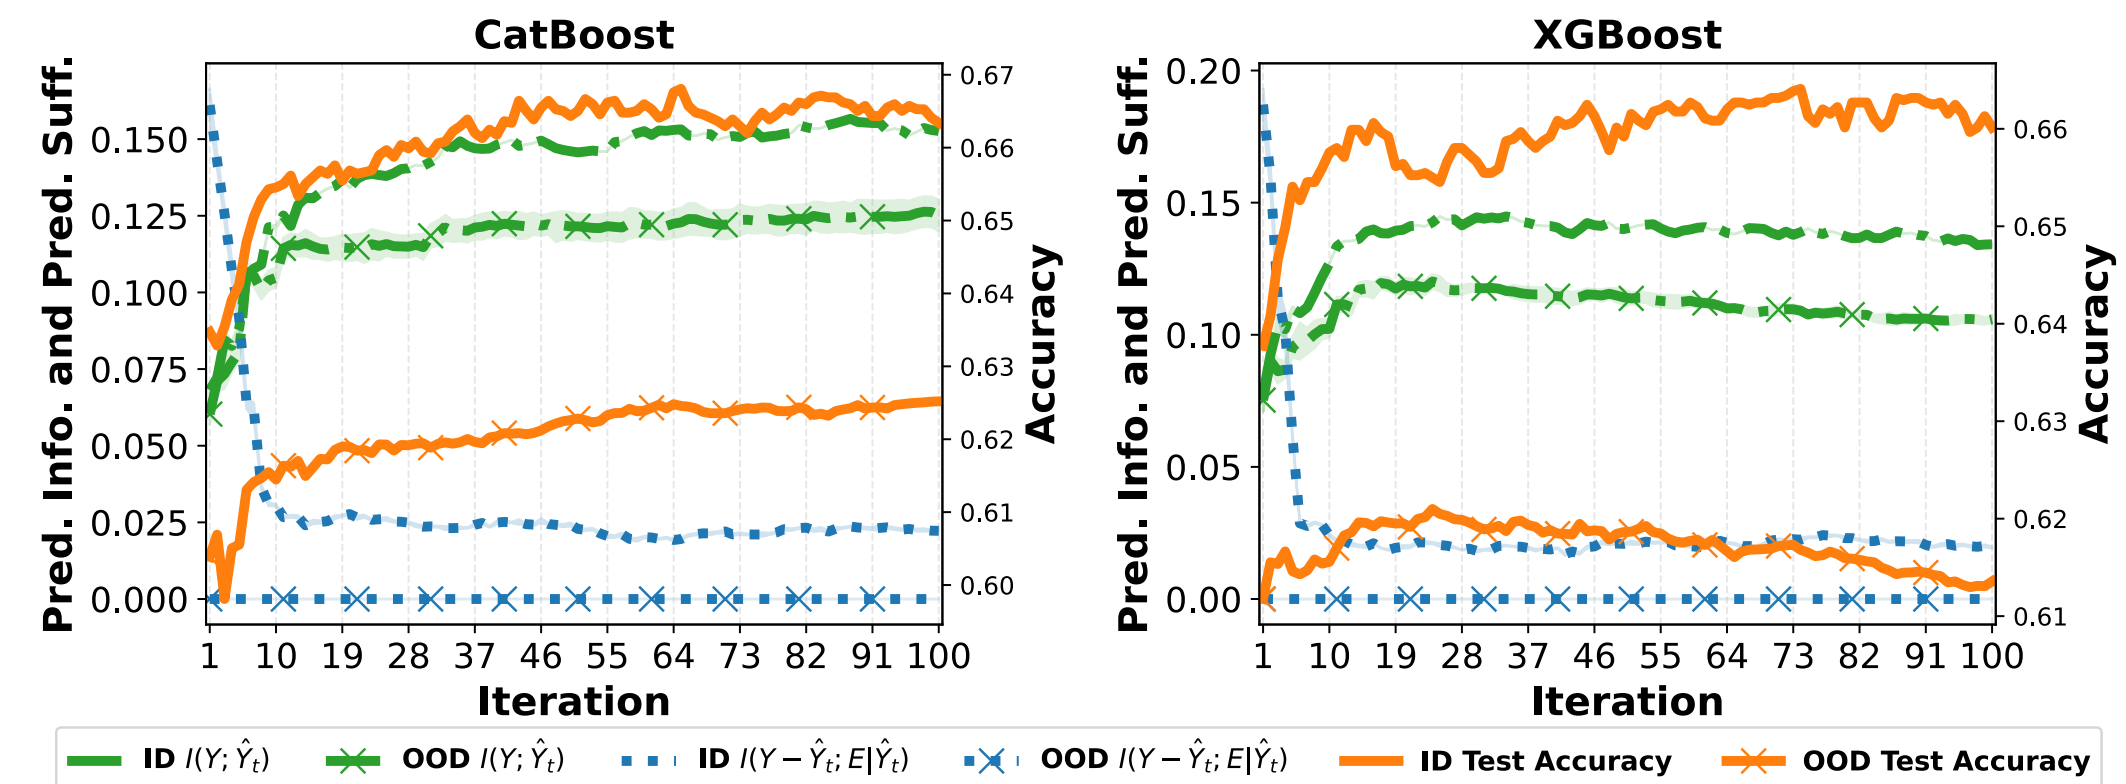 CatBoost
Pred. Info. and Pred. Suff.
0.150
0.125
0.100
0.075
0.050
0.025
0.000
0.67
0.66
0.65
0.64
0.63
0.62
0.61
0.60
Accuracy
1 10 19 28 37 46 55 64 73 82 91 100
Iteration
XGBoost
Pred. Info. and Pred. Suff.
0.20
0.15
0.10
0.05
0.00
0.66
0.65
0.64
0.63
0.62
0.61
Accuracy
1 10 19 28 37 46 55 64 73 82 91 100
Iteration
ID I(Y; Ŷ_t) OOD I(Y; Ŷ_t) ID I(Y − Ŷ_t; E|Ŷ_t) OOD I(Y − Ŷ_t; E|Ŷ_t) ID Test Accuracy OOD Test Accuracy